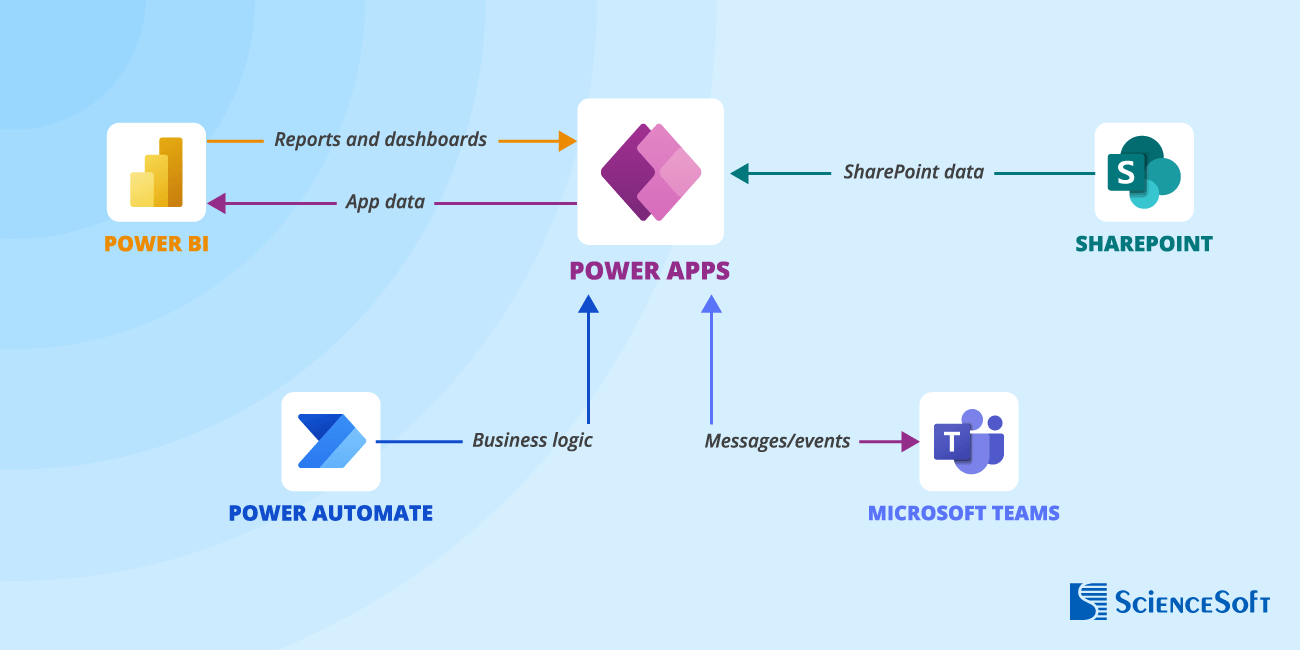 Reports and dashboards
App data
SharePoint data
S
POWER BI
POWER APPS
SHAREPOINT
Business logic
Messages/events
T
POWER AUTOMATE
MICROSOFT TEAMS
ScienceSoft